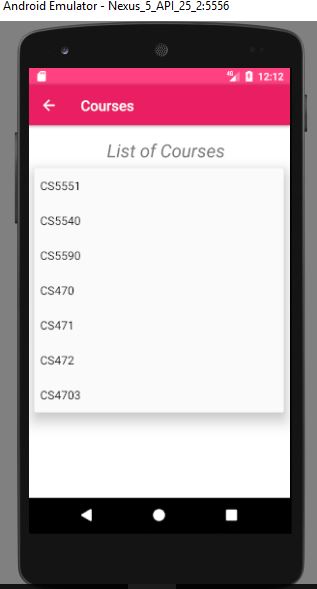 Android Emulator - Nexus_5_API_25_2:5556
4G 12:12
Courses
List of Courses
CS5551
CS5540
CS5590
CS470
CS471
CS472
CS4703